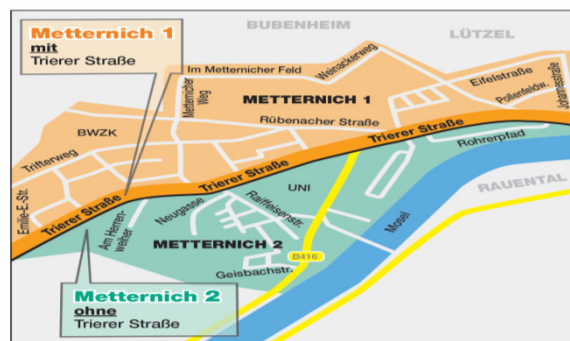 BUBENHEIM
LÜTZEL
Metternich 1
mit
Trierer Straße
Im Metternicher Feld
Weinackerweg
Eifelstraße
Pollenfeldw.
Johannesstraße
Metternicher
Weg
METTERNICH 1
BWZK
Rübenacher Straße
Trierer Straße
Rohrerpfad
Trifterweg
Trierer Straße
UNI
RAUENTAL
Emilie-E.-Str.
Trierer Straße
Am Herren-
weiher
Neugasse
Raiffeisenstr.
Mosel
METTERNICH 2
B416
Geisbachstr.
Metternich 2
ohne
Trierer Straße